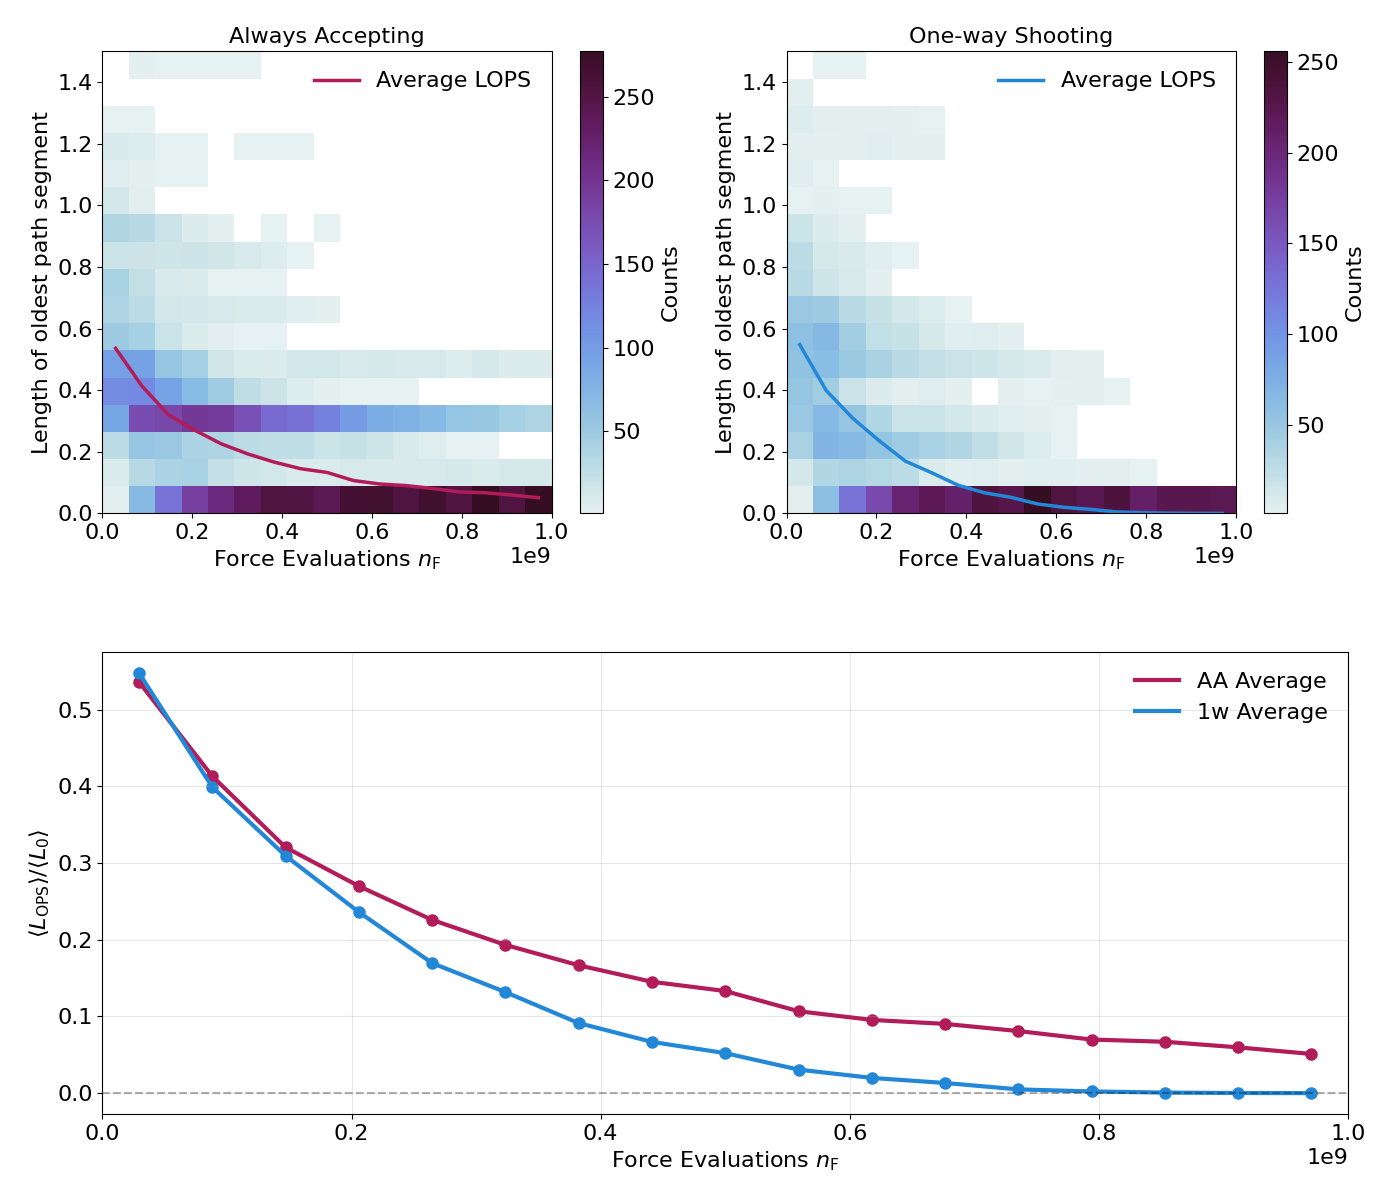 Always Accepting
One-way Shooting
Average LOPS
Average LOPS
Length of oldest path segment
1.4
1.2
1.0
0.8
0.6
0.4
0.2
0.0
0.0 0.2 0.4 0.6 0.8 1.0
Force Evaluations nF
1e9
250
200
150
100
50
Counts
Length of oldest path segment
1.4
1.2
1.0
0.8
0.6
0.4
0.2
0.0
0.0 0.2 0.4 0.6 0.8 1.0
Force Evaluations nF
1e9
250
200
150
100
50
Counts
AA Average
1w Average
⟨LOPS⟩/⟨L0⟩
0.5
0.4
0.3
0.2
0.1
0.0
0.0 0.2 0.4 0.6 0.8 1.0
Force Evaluations nF
1e9